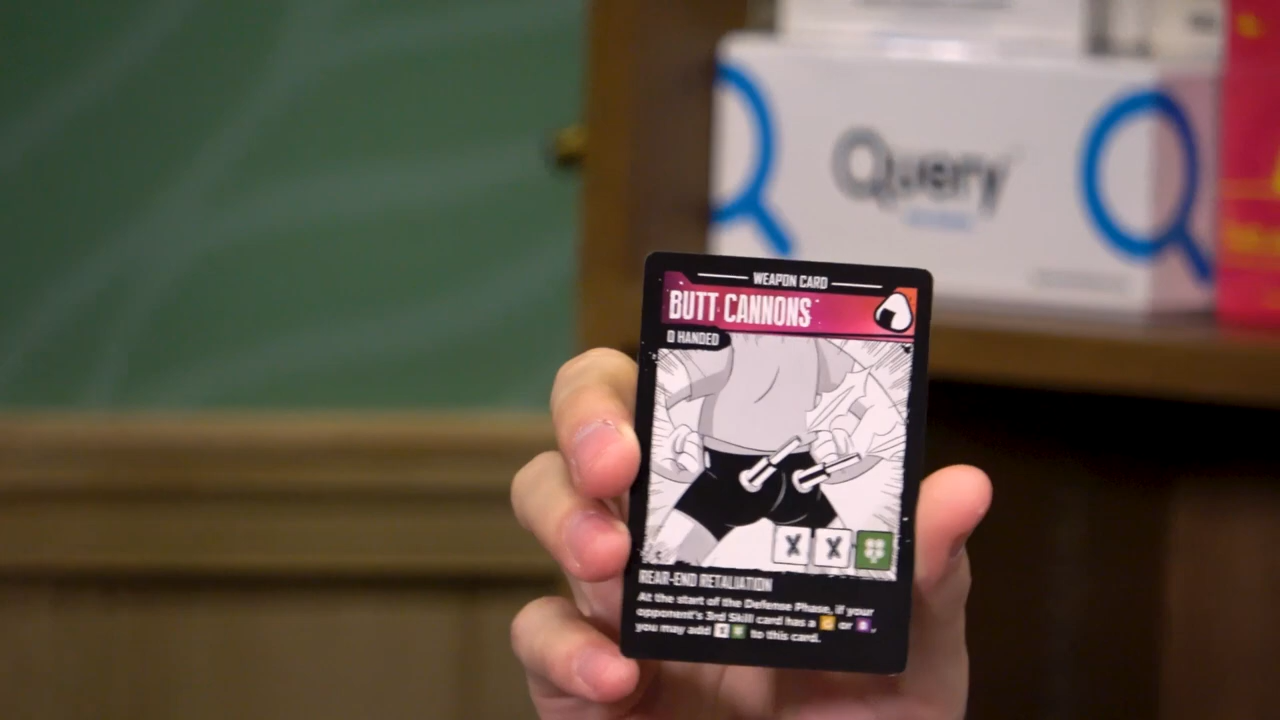 Query
WEAPON CARD
BUTT CANNONS
0 HANDED
X X
REAR-END RETALIATION
At the start of the Defense Phase, if your
opponent's 3rd Skill card has a G or B,
you may add to this card.